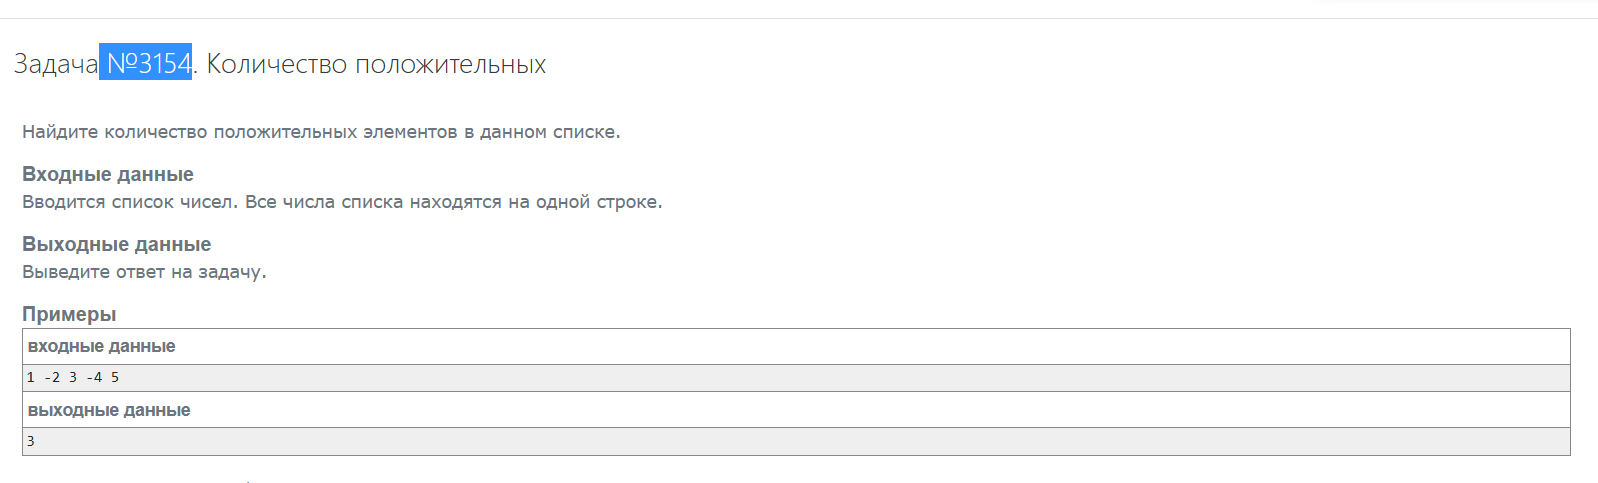 Задача №3154. Количество положительных
Найдите количество положительных элементов в данном списке.
Входные данные
Вводится список чисел. Все числа списка находятся на одной строке.
Выходные данные
Выведите ответ на задачу.
Примеры
входные данные
1 -2 3 -4 5
выходные данные
3